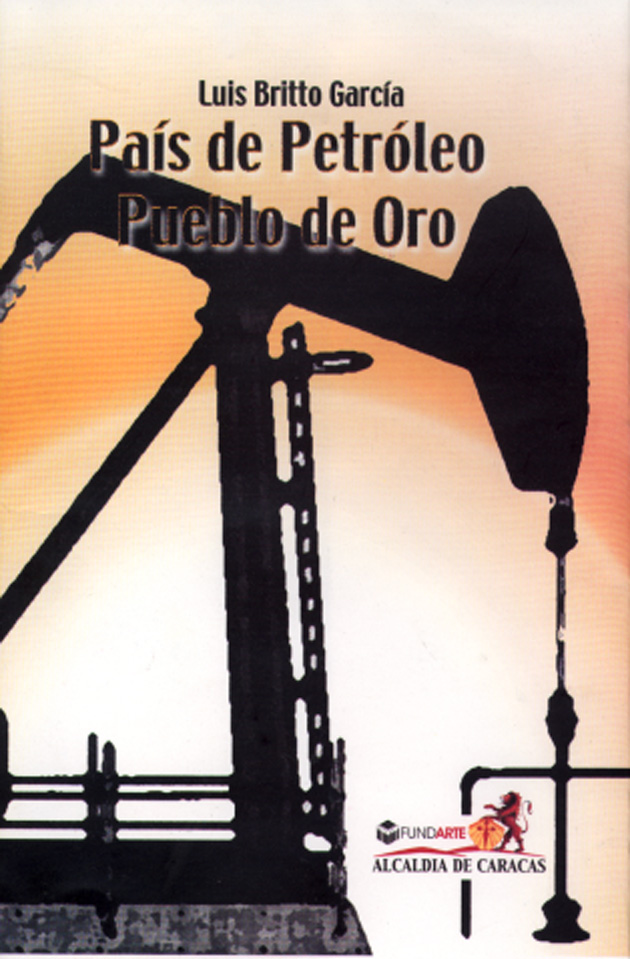 Luis Britto García
País de Petróleo
Pueblo de Oro
FUNDARTE
ALCALDIA DE CARACAS